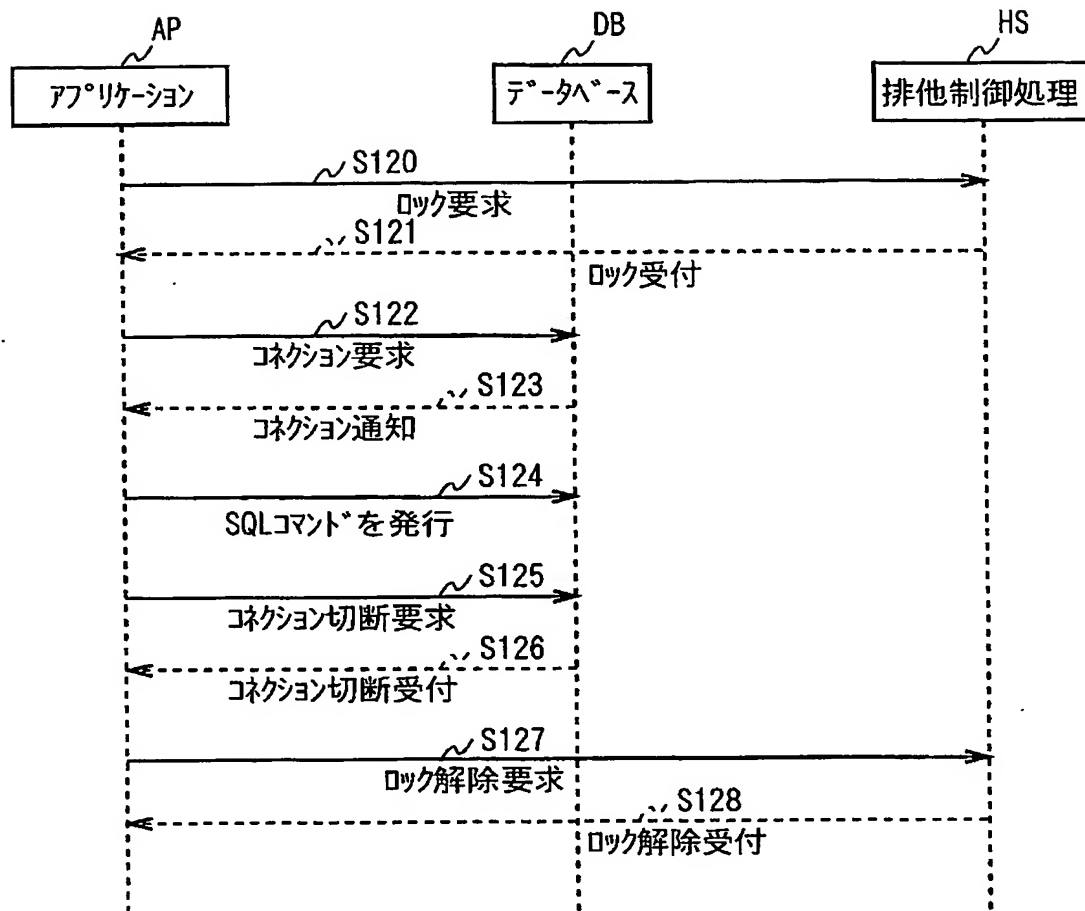 AP
DB
HS
ｱﾌﾟﾘｹｰｼｮﾝ
ﾃﾞｰﾀﾍﾞｰｽ
排他制御処理
S120
ﾛｯｸ要求
S121
ﾛｯｸ受付
S122
ｺﾈｸｼｮﾝ要求
S123
ｺﾈｸｼｮﾝ通知
S124
SQLｺﾏﾝﾄﾞを発行
S125
ｺﾈｸｼｮﾝ切断要求
S126
ｺﾈｸｼｮﾝ切断受付
S127
ﾛｯｸ解除要求
S128
ﾛｯｸ解除受付